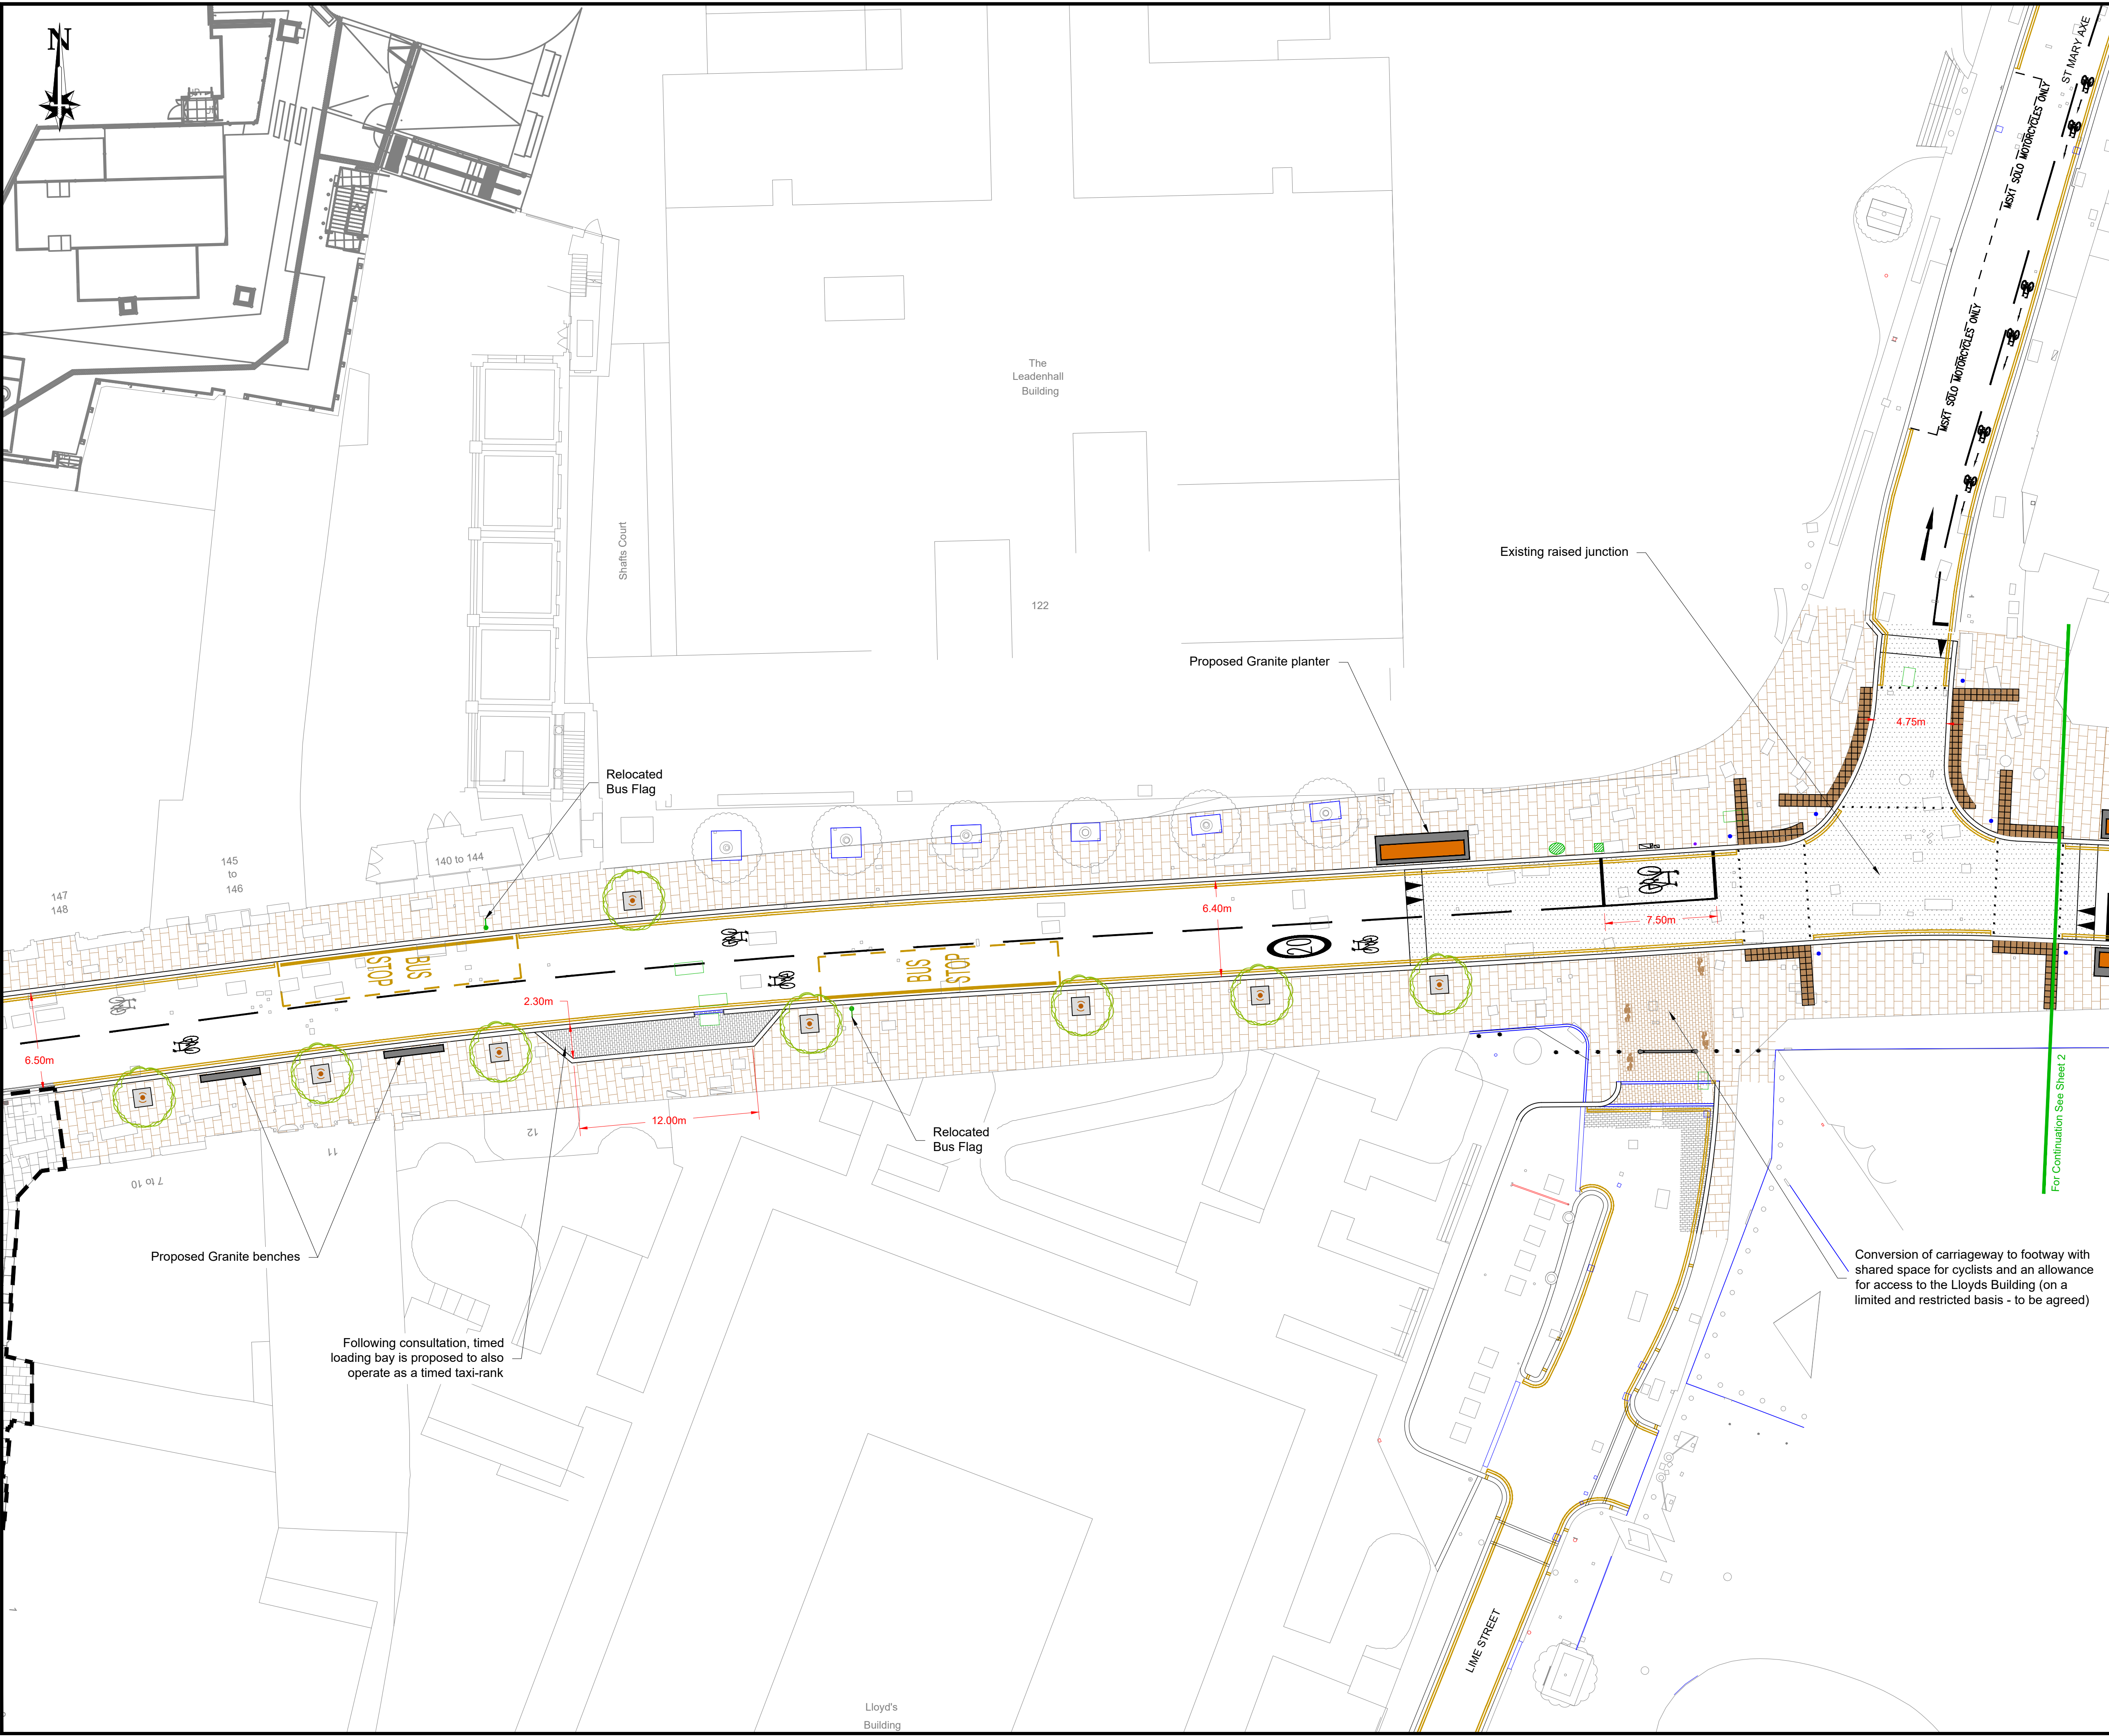 N
ST MARY AXE
MSX1 SOLO MOTORCYCLES ONLY
MSX1 SOLO MOTORCYCLES ONLY
The
Leadenhall
Building
Shafts Court
122
Existing raised junction
Proposed Granite planter
4.75m
Relocated
Bus Flag
140 to 144
145
to
146
147
148
BUS
STOP
BUS
STOP
6.40m
20
7.50m
2.30m
6.50m
12.00m
12
11
7 to 10
Relocated
Bus Flag
For Continuation See Sheet 2
Proposed Granite benches
Conversion of carriageway to footway with
shared space for cyclists and an allowance
for access to the Lloyds Building (on a
limited and restricted basis - to be agreed)
Following consultation, timed
loading bay is proposed to also
operate as a timed taxi-rank
1
LIME STREET
Lloyd's
Building